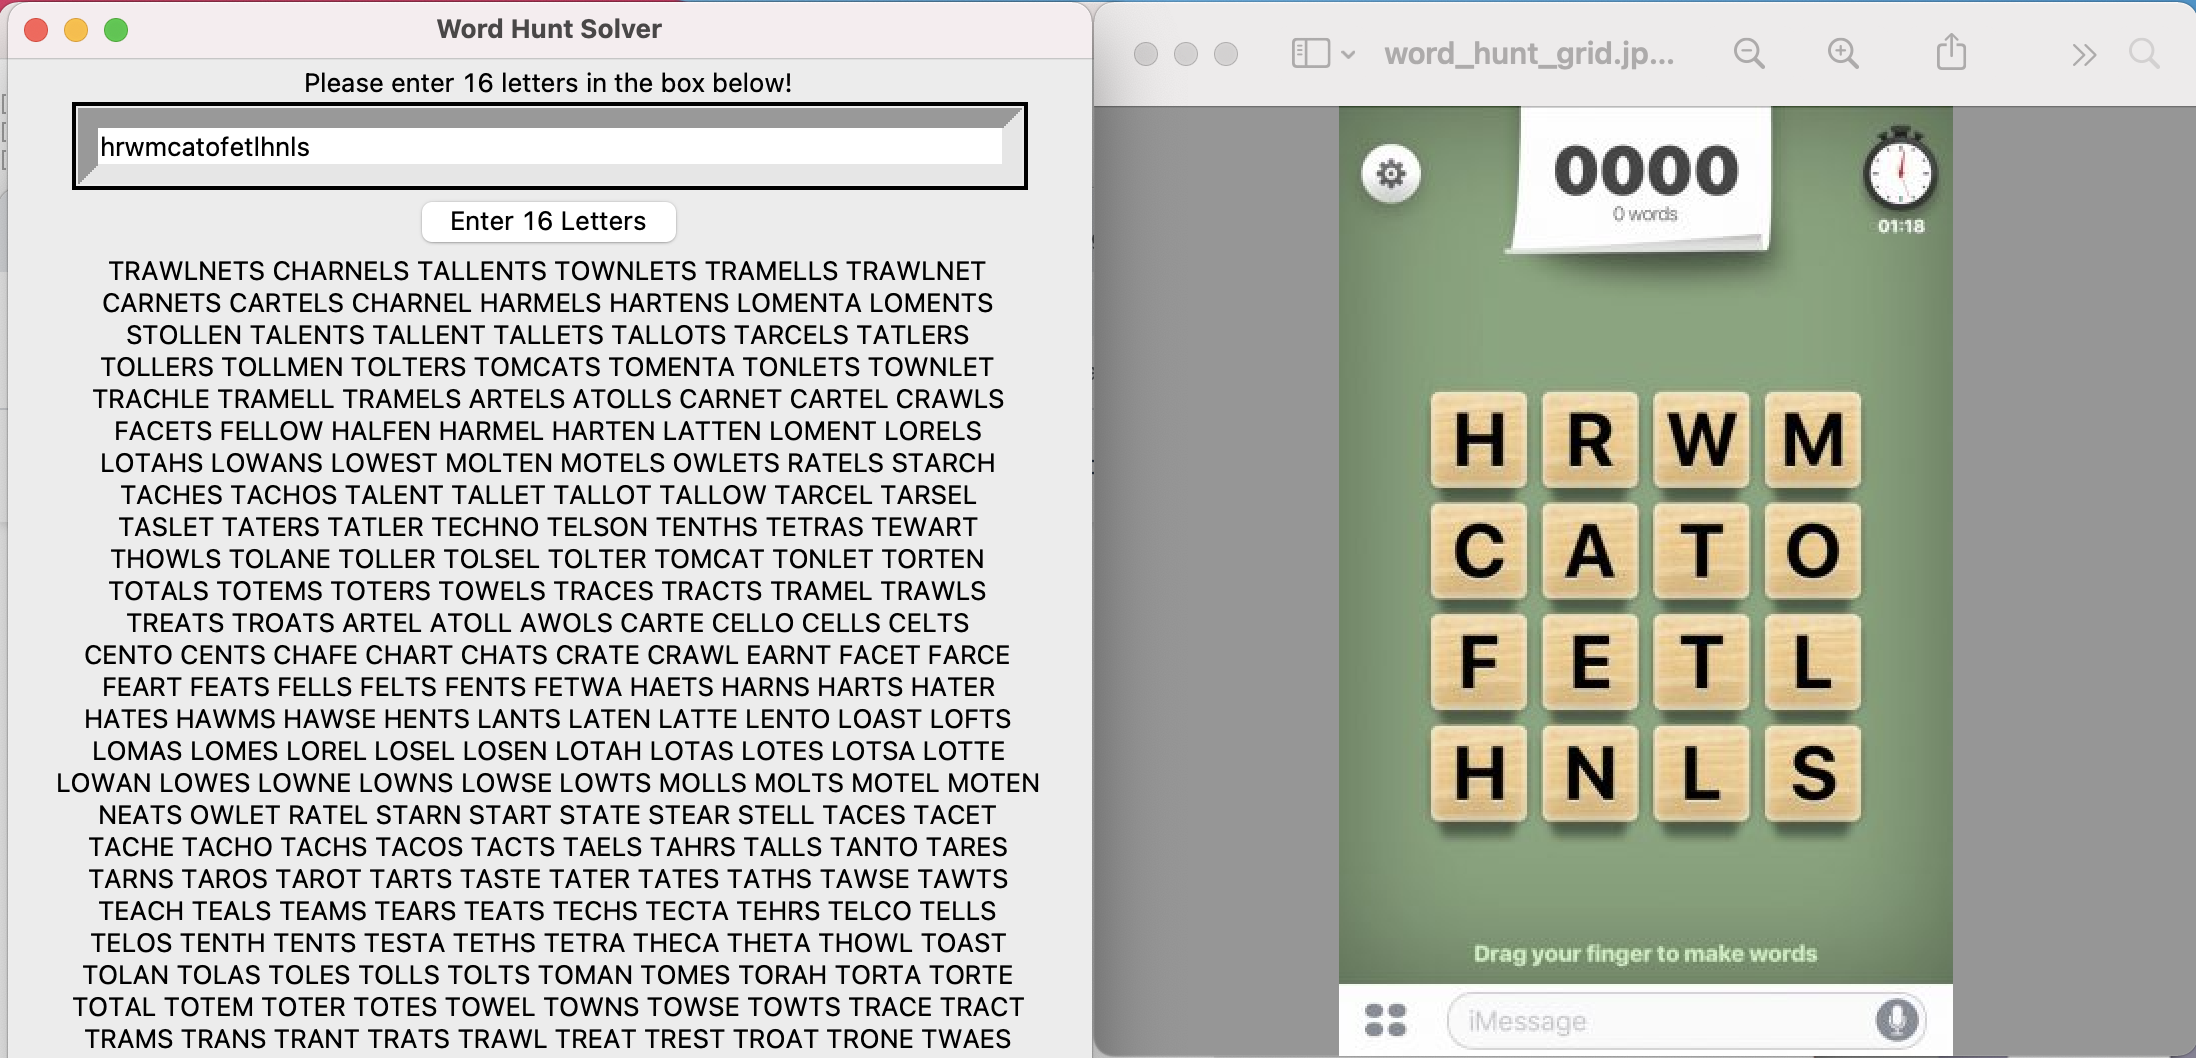 Word Hunt Solver
Please enter 16 letters in the box below!
hrwmcatofetlhnls
Enter 16 Letters
TRAWLNETS CHARNELS TALLENTS TOWNLETS TRAMELLS TRAWLNET
CARNETS CARTELS CHARNEL HARMELS HARTENS LOMENTA LOMENTS
STOLLEN TALENTS TALLENT TALLETS TALLOTS TARCELS TATLERS
TOLLERS TOLLMEN TOLTERS TOMCATS TOMENTA TONLETS TOWNLET
TRACHLE TRAMELL TRAMELS ARTELS ATOLLS CARNET CARTEL CRAWLS
FACETS FELLOW HALFEN HARMEL HARTEN LATTEN LOMENT LORELS
LOTAHS LOWANS LOWEST MOLTEN MOTELS OWLETS RATELS STARCH
TACHES TACHOS TALENT TALLET TALLOT TALLOW TARCEL TARSEL
TASLET TATERS TATLER TECHNO TELSON TENTHS TETRAS TEWART
THOWLS TOLANE TOLLER TOLSEL TOLTER TOMCAT TONLET TORTEN
TOTALS TOTEMS TOTERS TOWELS TRACES TRACTS TRAMEL TRAWLS
TREATS TROATS ARTEL ATOLL AWOLS CARTE CELLO CELLS CELTS
CENTO CENTS CHAFE CHART CHATS CRATE CRAWL EARNT FACET FARCE
FEART FEATS FELLS FELTS FENTS FETWA HAETS HARNS HARTS HATER
HATES HAWMS HAWSE HENTS LANTS LATEN LATTE LENTO LOAST LOFTS
LOMAS LOMES LOREL LOSEL LOSEN LOTAH LOTAS LOTES LOTSA LOTTE
LOWAN LOWES LOWNE LOWNS LOWSE LOWTS MOLLS MOLTS MOTEL MOTEN
NEATS OWLET RATEL STARN START STATE STEAR STELL TACES TACET
TACHE TACHO TACHS TACOS TACTS TAELS TAHRS TALLS TANTO TARES
TARNS TAROS TAROT TARTS TASTE TATER TATES TATHS TAWSE TAWTS
TEACH TEALS TEAMS TEARS TEATS TECHS TECTA TEHRS TELCO TELLS
TELOS TENTH TENTS TESTA TETHS TETRA THECA THETA THOWL TOAST
TOLAN TOLAS TOLES TOLLS TOLTS TOMAN TOMES TORAH TORTA TORTE
TOTAL TOTEM TOTER TOTES TOWEL TOWNS TOWSE TOWTS TRACE TRACT
TRAMS TRANS TRANT TRATS TRAWL TREAT TREST TROAT TRONE TWAES
word_hunt_grid.jp...
0000
0 words
01:18
H R W M
C A T O
F E T L
H N L S
Drag your finger to make words
iMessage